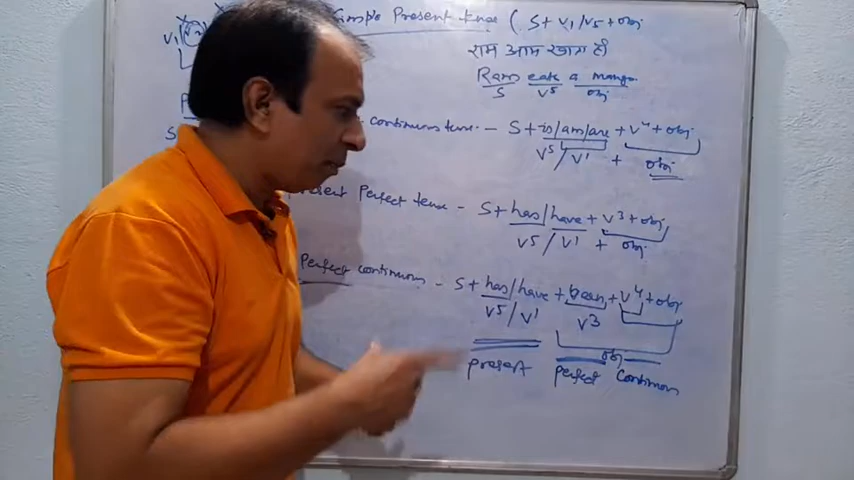 V1
Simple Present tense ( S + V1/V5 + Obj
राम आम खाता है
Ram eats a mango
S V5 obj
Continuous tense - S + is/am/are + V4 + obj
V5/V1 + obj
Present Perfect tense - S + has/have + V3 + obj
V5/V1 + obj
Perfect Continuous - S + has/have + been + V4 + obj
V5/V1 V3
obj
Present Perfect Continuous